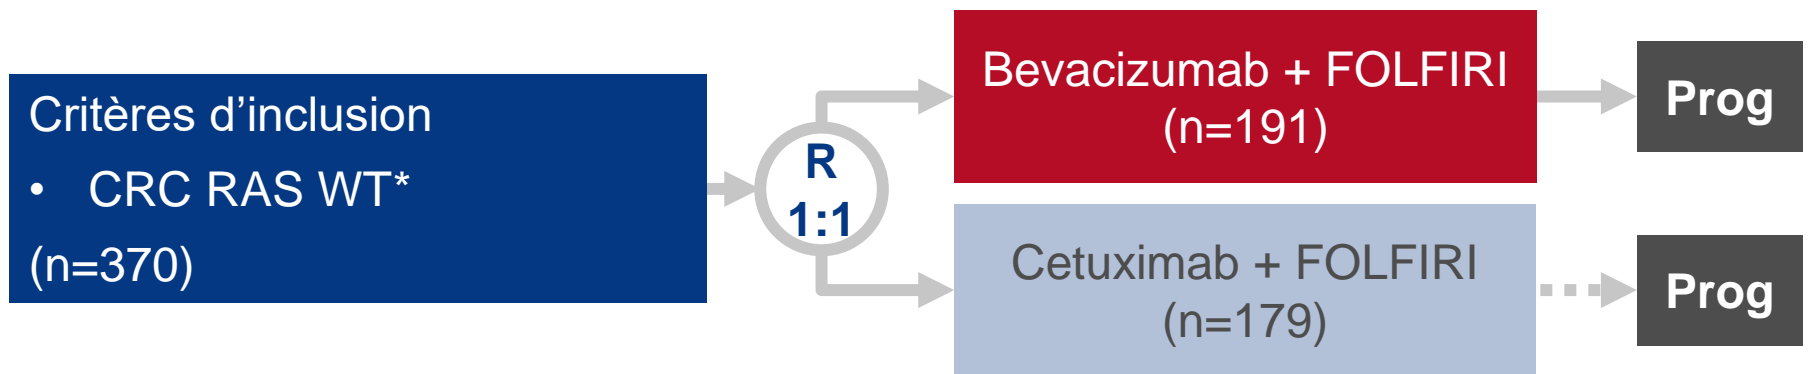 Critères d’inclusion
• CRC RAS WT*
(n=370)
R
1:1
Bevacizumab + FOLFIRI
(n=191)
Prog
Cetuximab + FOLFIRI
(n=179)
Prog